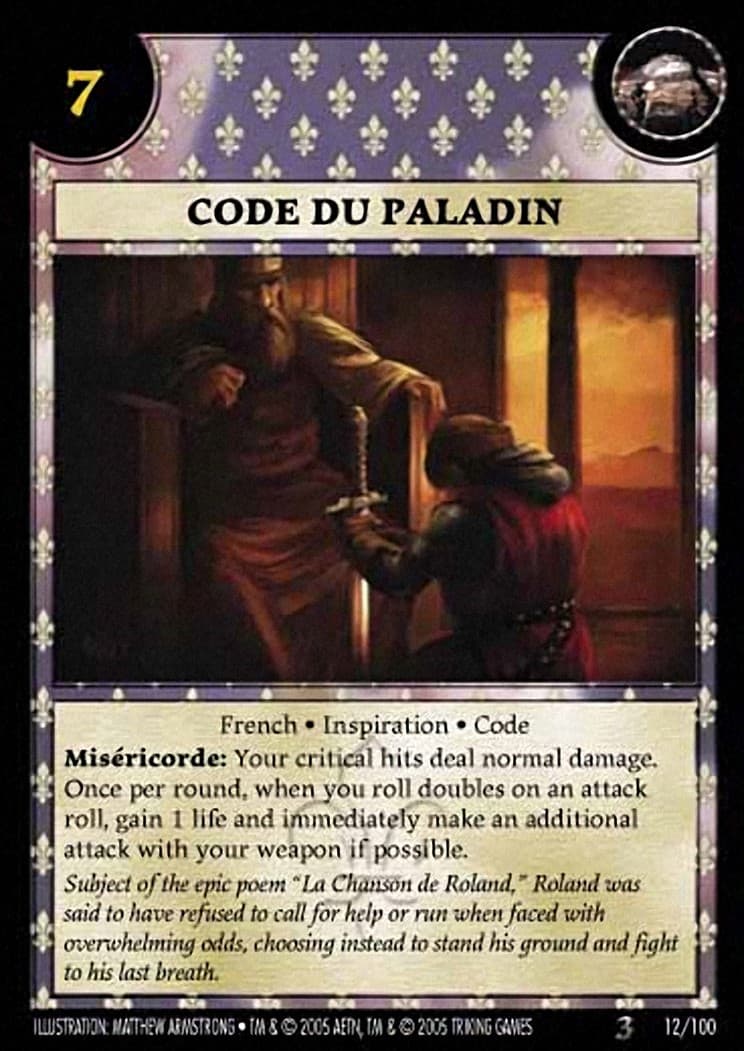 7
CODE DU PALADIN
French • Inspiration • Code
Miséricorde: Your critical hits deal normal damage.
Once per round, when you roll doubles on an attack
roll, gain 1 life and immediately make an additional
attack with your weapon if possible.
Subject of the epic poem “La Chanson de Roland,” Roland was
said to have refused to call for help or run when faced with
overwhelming odds, choosing instead to stand his ground and fight
to his last breath.
ILLUSTRATION: MATTHEW ARMSTRONG • TM & © 2005 AETN, TM & © 2005 TRIKING GAMES 3 12/100